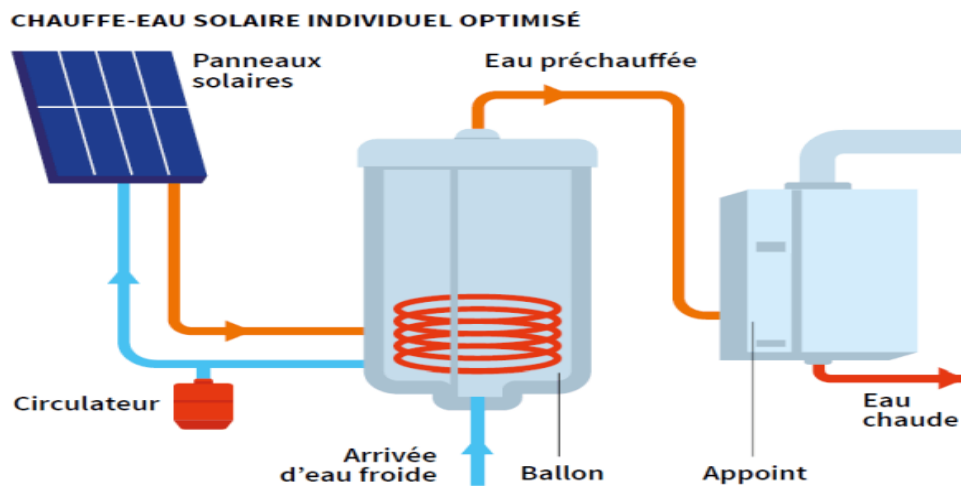 CHAUFFE-EAU SOLAIRE INDIVIDUEL OPTIMISÉ
Panneaux
solaires
Eau préchauffée
Circulateur
Arrivée
d'eau froide
Ballon
Appoint
Eau
chaude